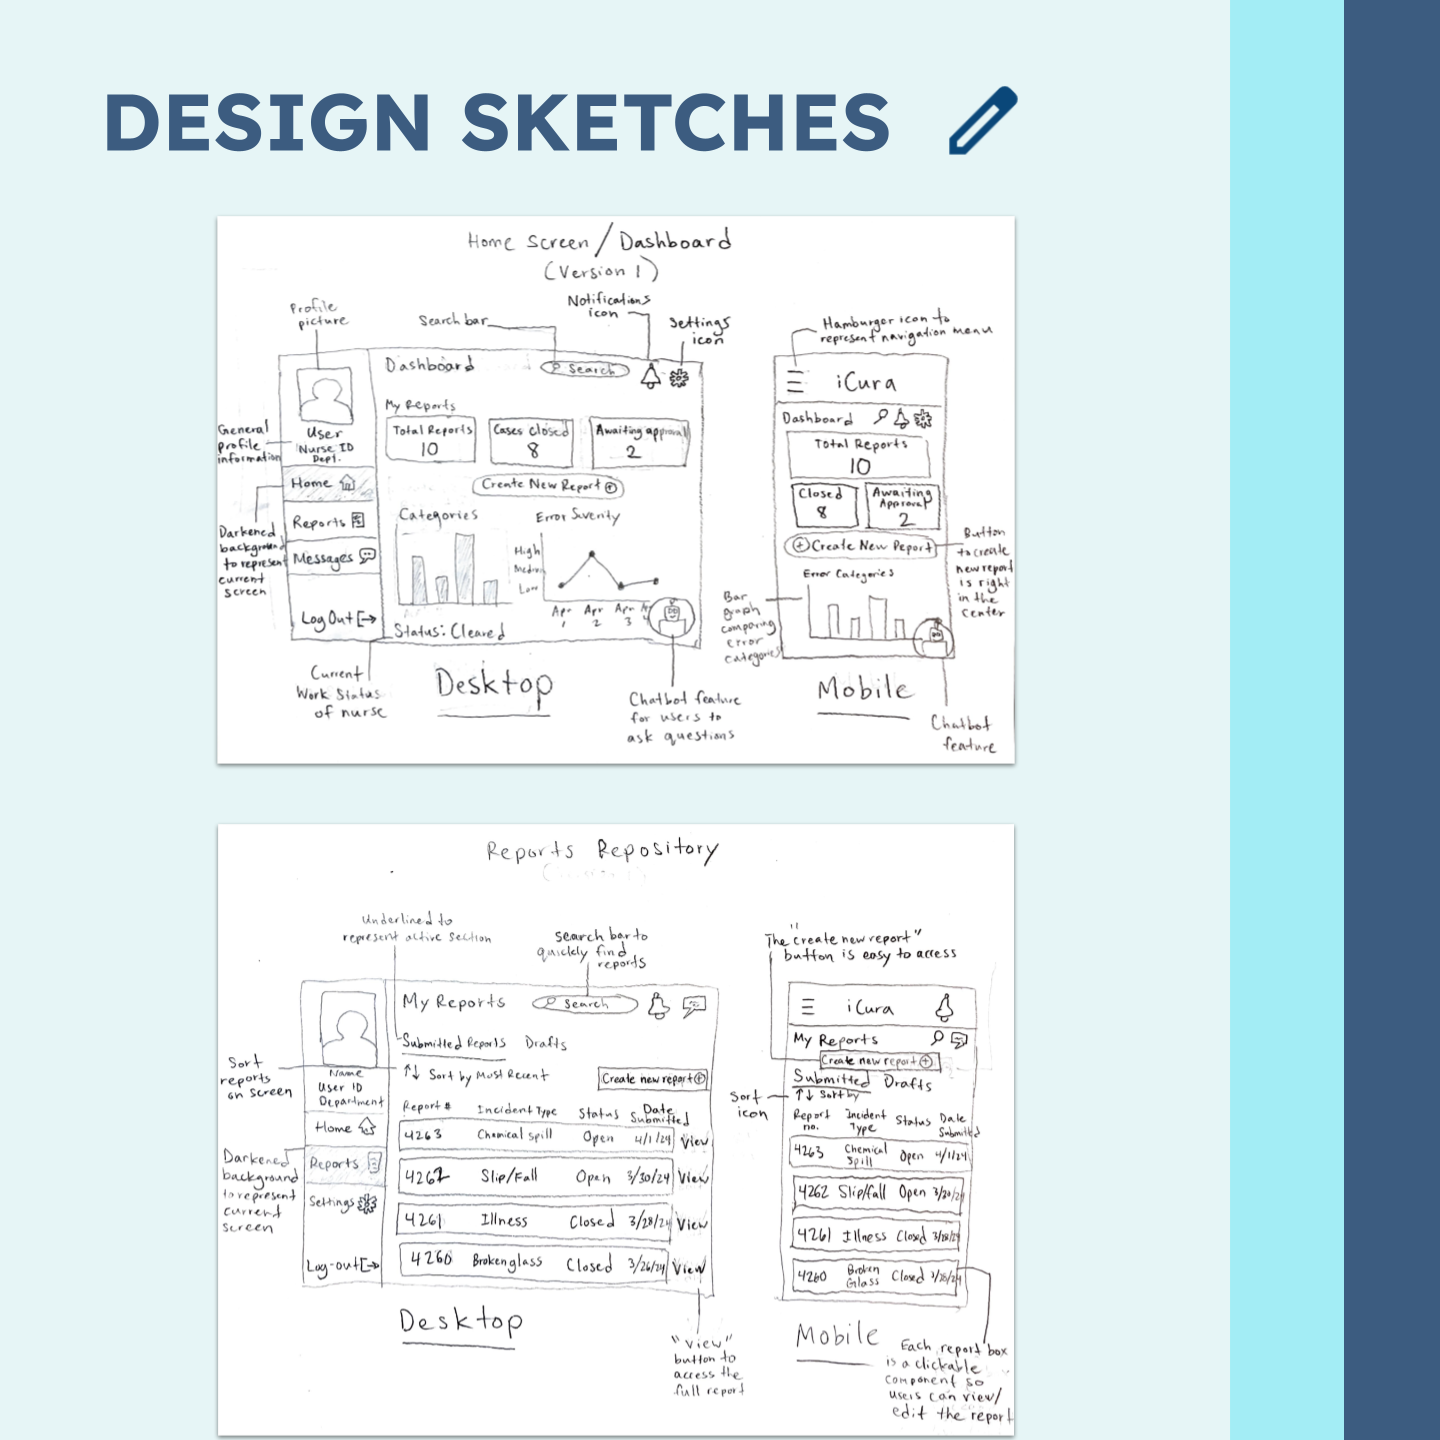 DESIGN SKETCHES
Home Screen / Dashboard
(Version 1)
Profile
picture
Search bar
Notifications
icon
Settings
icon
Hamburger icon to
represent navigation menu
General
profile
information
Darkened
background
to represent
current
screen
User
Nurse ID
Dept.
Home
Reports
Messages
Log Out
Dashboard
Search
My Reports
Total Reports
10
Cases Closed
8
Awaiting approval
2
Create New Report
Categories
Error Suverity
High
Medium
Low
Apr
1
Apr
2
Apr
3
Status: Cleared
Current
Work Status
of nurse
Desktop
Chatbot feature
for users to
ask questions
iCura
Dashboard
Total Reports
10
Closed
8
Awaiting
Approval
2
Create New Report
Error Categories
Button
to create
new report
is right
in the
center
Bar
graph
comparing
error
categories
Mobile
Chatbot
feature
Reports Repository
Underlined to
represent active section
Search bar to
quickly find
reports
The "create new report"
button is easy to access
Sort
reports
on screen
Darkened
background
to represent
current
screen
Name
User ID
Department
Home
Reports
Settings
Log-out
My Reports
Search
Submitted Reports Drafts
Sort by Most Recent
Create new report
Report # Incident Type Status Date Submitted
4263 Chemical spill Open 4/1/24 View
4262 Slip/Fall Open 3/30/24 View
4261 Illness Closed 3/28/24 View
4260 Broken glass Closed 3/26/24 View
Desktop
"View"
button to
access the
full report
iCura
My Reports
Create new report
Submitted Drafts
Sort by
Sort
icon
Report no. Incident Type Status Date Submitted
4263 Chemical Spill Open 4/1/24
4262 Slip/fall Open
4261 Illness Closed
4260 Broken Glass Closed
Mobile
Each report box
is a clickable
component so
users can view/
edit the report